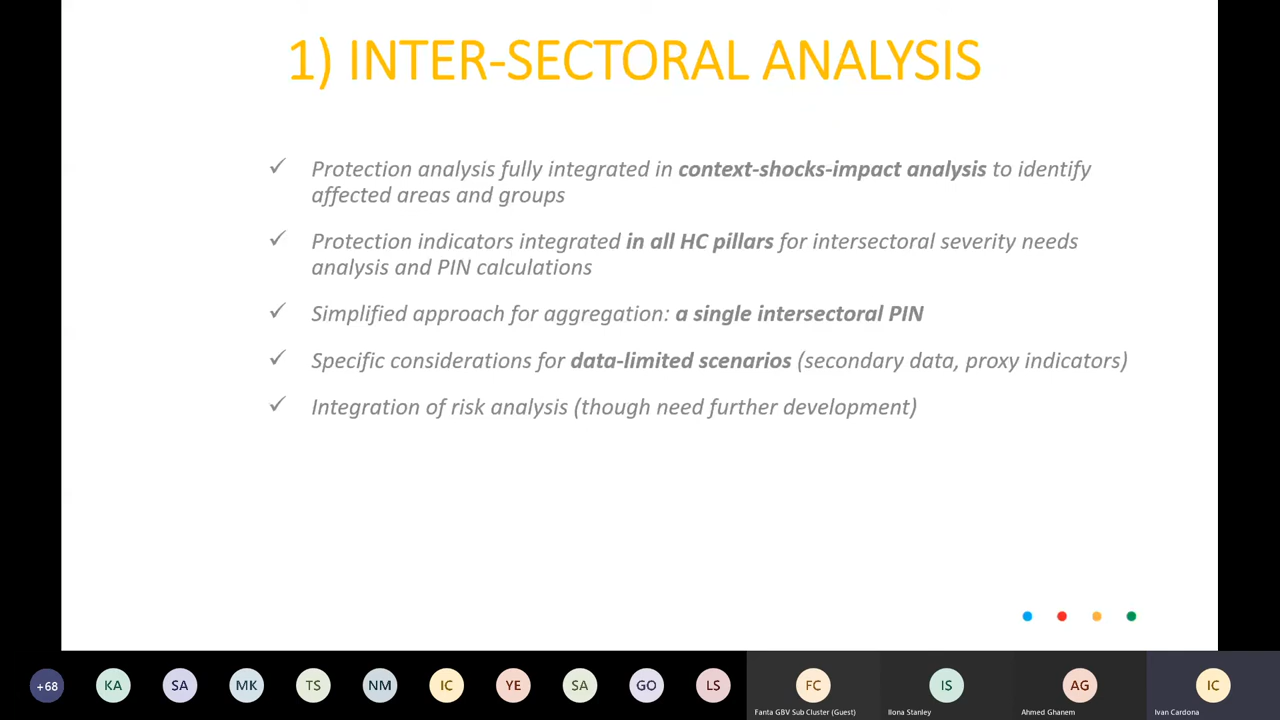 1) INTER-SECTORAL ANALYSIS
✓ Protection analysis fully integrated in context-shocks-impact analysis to identify
affected areas and groups
✓ Protection indicators integrated in all HC pillars for intersectoral severity needs
analysis and PIN calculations
✓ Simplified approach for aggregation: a single intersectoral PIN
✓ Specific considerations for data-limited scenarios (secondary data, proxy indicators)
✓ Integration of risk analysis (though need further development)
+68 KA SA MK TS NM IC YE SA GO LS FC IS AG IC
Fanta GBV Sub Cluster (Guest) Ilona Stanley Ahmed Ghanem Ivan Cardona